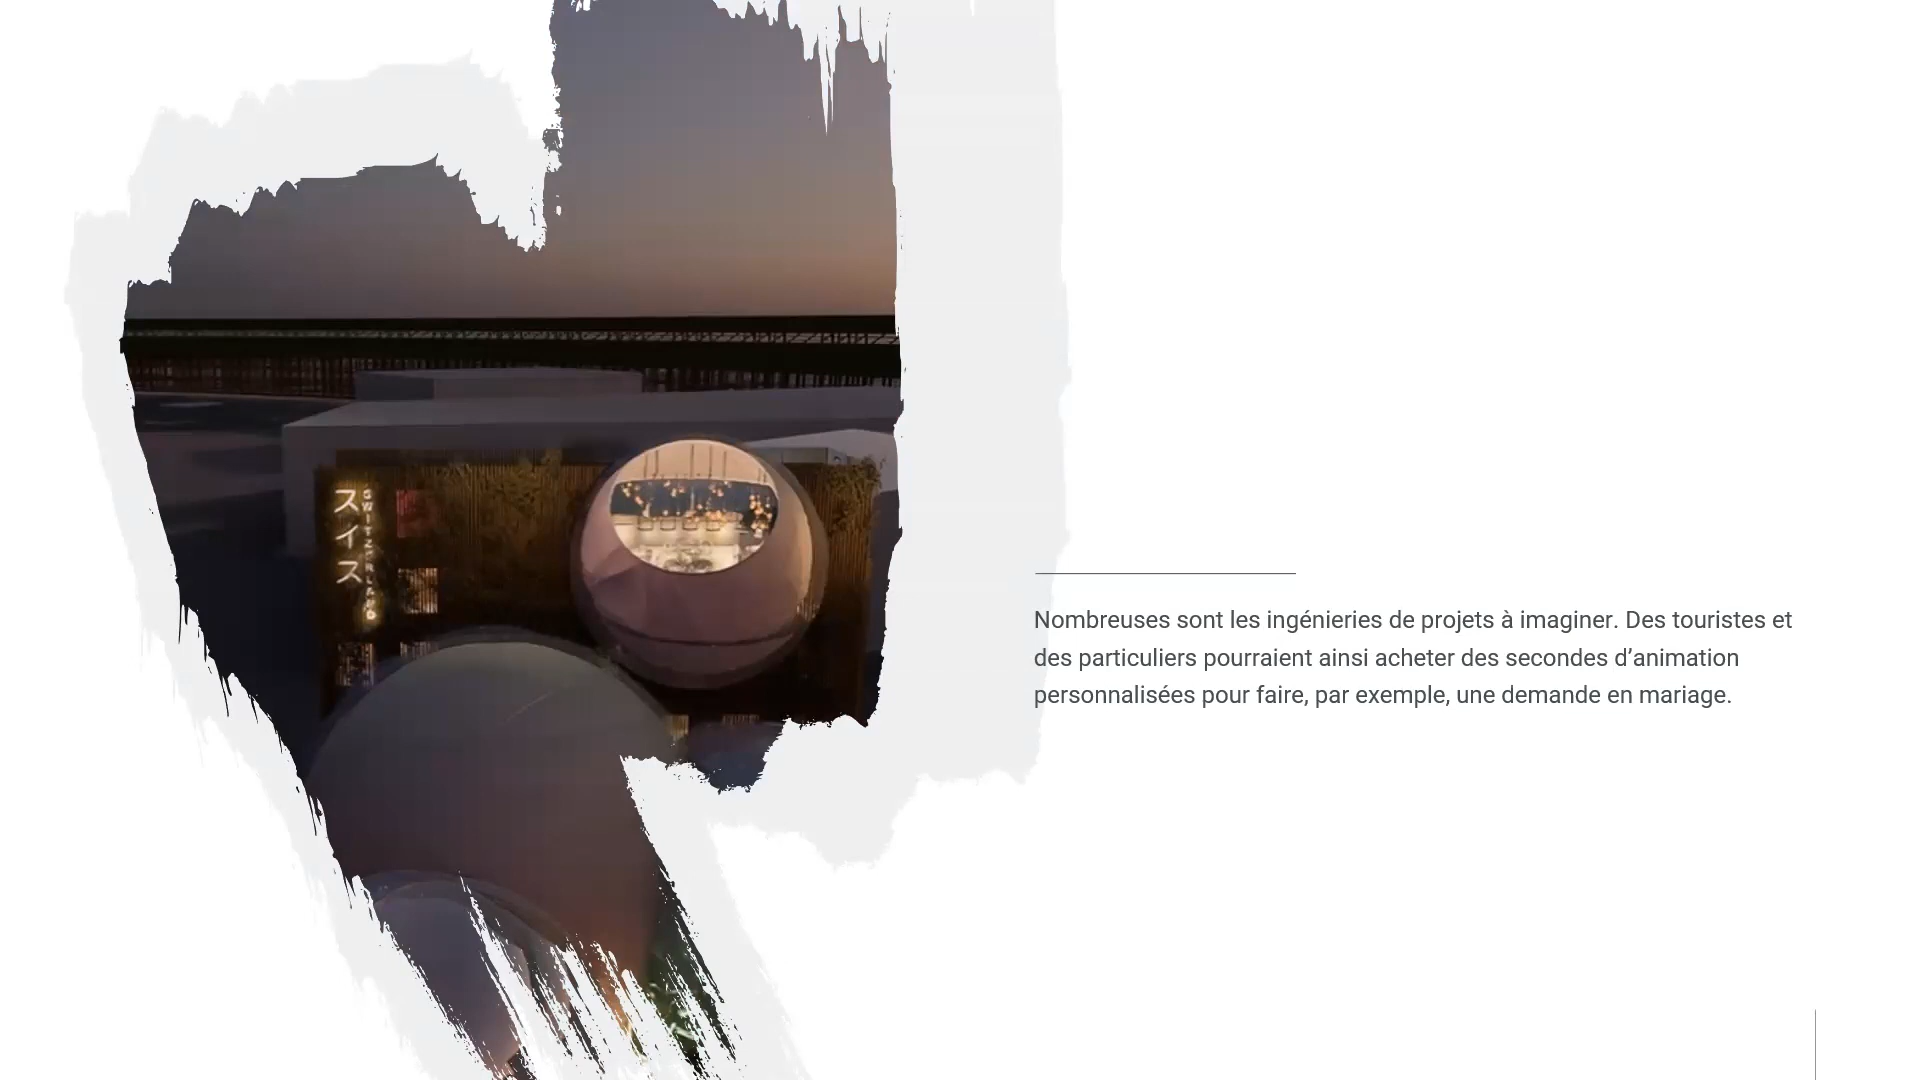 スイス
SWITZERLAND
Nombreuses sont les ingénieries de projets à imaginer. Des touristes et
des particuliers pourraient ainsi acheter des secondes d’animation
personnalisées pour faire, par exemple, une demande en mariage.